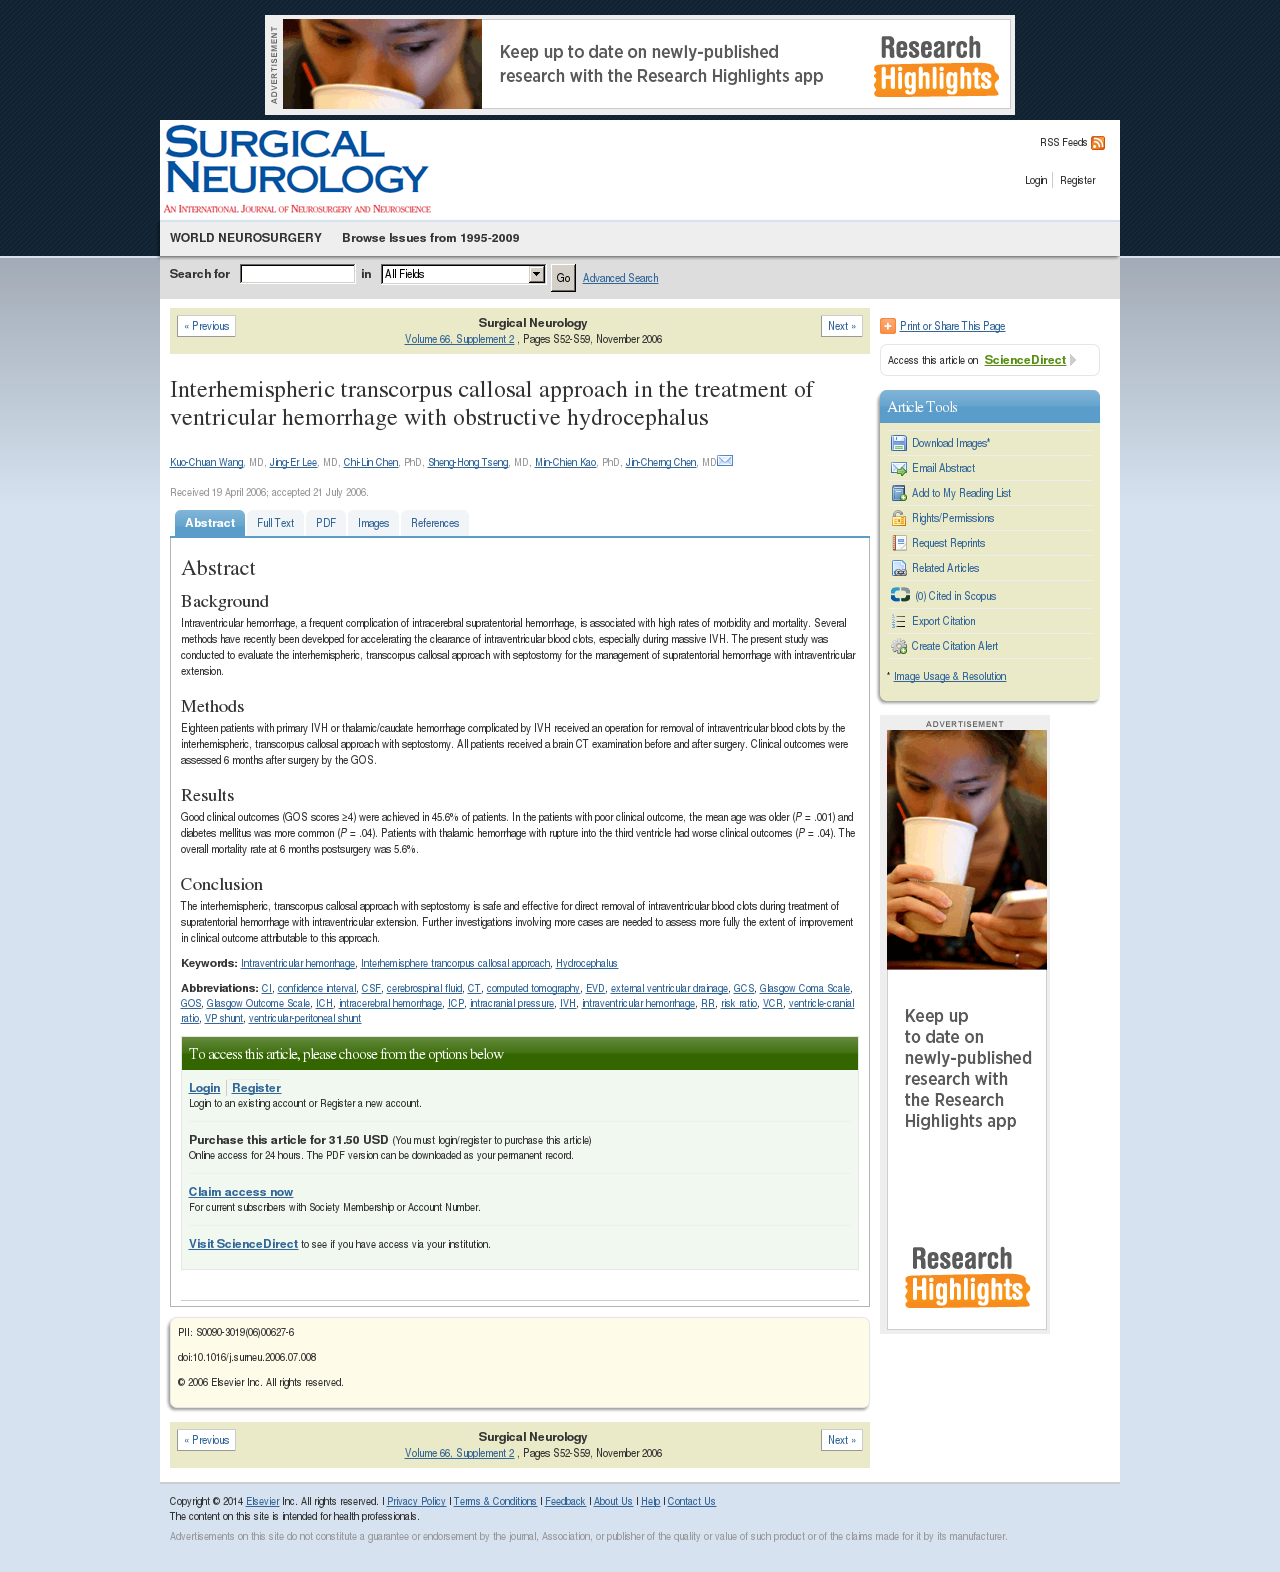 ADVERTISEMENT
Keep up to date on newly-published
research with the Research Highlights app
Research
Highlights
SURGICAL
NEUROLOGY
AN INTERNATIONAL JOURNAL OF NEUROSURGERY AND NEUROSCIENCE
RSS Feeds
Login Register
WORLD NEUROSURGERY Browse Issues from 1995-2009
Search for in All Fields Go Advanced Search
« Previous
Surgical Neurology
Volume 66, Supplement 2 , Pages S52-S59, November 2006
Next »
Interhemispheric transcorpus callosal approach in the treatment of
ventricular hemorrhage with obstructive hydrocephalus
Kuo-Chuan Wang, MD, Jing-Er Lee, MD, Chi-Lin Chen, PhD, Sheng-Hong Tseng, MD, Min-Chien Kao, PhD, Jin-Cherng Chen, MD
Received 19 April 2006; accepted 21 July 2006.
Abstract Full Text PDF Images References
Abstract
Background
Intraventricular hemorrhage, a frequent complication of intracerebral supratentorial hemorrhage, is associated with high rates of morbidity and mortality. Several
methods have recently been developed for accelerating the clearance of intraventricular blood clots, especially during massive IVH. The present study was
conducted to evaluate the interhemispheric, transcorpus callosal approach with septostomy for the management of supratentorial hemorrhage with intraventricular
extension.
Methods
Eighteen patients with primary IVH or thalamic/caudate hemorrhage complicated by IVH received an operation for removal of intraventricular blood clots by the
interhemispheric, transcorpus callosal approach with septostomy. All patients received a brain CT examination before and after surgery. Clinical outcomes were
assessed 6 months after surgery by the GOS.
Results
Good clinical outcomes (GOS scores ≥4) were achieved in 45.6% of patients. In the patients with poor clinical outcome, the mean age was older (P = .001) and
diabetes mellitus was more common (P = .04). Patients with thalamic hemorrhage with rupture into the third ventricle had worse clinical outcomes (P = .04). The
overall mortality rate at 6 months postsurgery was 5.6%.
Conclusion
The interhemispheric, transcorpus callosal approach with septostomy is safe and effective for direct removal of intraventricular blood clots during treatment of
supratentorial hemorrhage with intraventricular extension. Further investigations involving more cases are needed to assess more fully the extent of improvement
in clinical outcome attributable to this approach.
Keywords: Intraventricular hemorrhage, Interhemisphere trancorpus callosal approach, Hydrocephalus
Abbreviations: CI, confidence interval, CSF, cerebrospinal fluid, CT, computed tomography, EVD, external ventricular drainage, GCS, Glasgow Coma Scale,
GOS, Glasgow Outcome Scale, ICH, intracerebral hemorrhage, ICP, intracranial pressure, IVH, intraventricular hemorrhage, RR, risk ratio, VCR, ventricle-cranial
ratio, VP shunt, ventricular-peritoneal shunt
To access this article, please choose from the options below
Login Register
Login to an existing account or Register a new account.
Purchase this article for 31.50 USD (You must login/register to purchase this article)
Online access for 24 hours. The PDF version can be downloaded as your permanent record.
Claim access now
For current subscribers with Society Membership or Account Number.
Visit ScienceDirect to see if you have access via your institution.
PII: S0090-3019(06)00627-6
doi:10.1016/j.surneu.2006.07.008
© 2006 Elsevier Inc. All rights reserved.
« Previous
Surgical Neurology
Volume 66, Supplement 2 , Pages S52-S59, November 2006
Next »
Print or Share This Page
Access this article on ScienceDirect
Article Tools
Download Images*
Email Abstract
Add to My Reading List
Rights/Permissions
Request Reprints
Related Articles
(0) Cited in Scopus
Export Citation
Create Citation Alert
* Image Usage & Resolution
ADVERTISEMENT
Keep up
to date on
newly-published
research with
the Research
Highlights app
Research
Highlights
Copyright © 2014 Elsevier Inc. All rights reserved. | Privacy Policy | Terms & Conditions | Feedback | About Us | Help | Contact Us
The content on this site is intended for health professionals.
Advertisements on this site do not constitute a guarantee or endorsement by the journal, Association, or publisher of the quality or value of such product or of the claims made for it by its manufacturer.